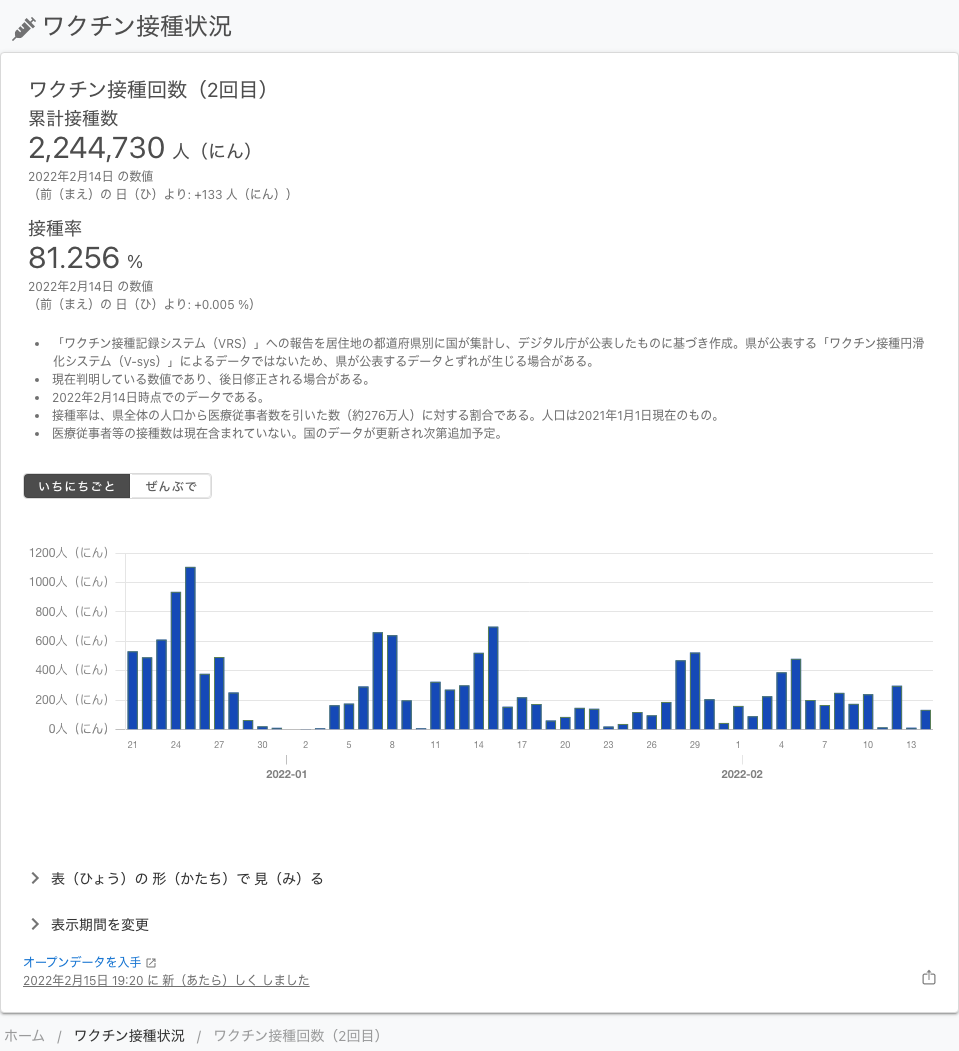 ワクチン接種状況
ワクチン接種回数（2回目）
累計接種数
2,244,730 人（にん）
2022年2月14日 の数値
（前（まえ）の 日（ひ）より: +133 人（にん））
接種率
81.256 %
2022年2月14日 の数値
（前（まえ）の 日（ひ）より: +0.005 %）
• 「ワクチン接種記録システム（VRS）」への報告を居住地の都道府県別に国が集計し、デジタル庁が公表したものに基づき作成。県が公表する「ワクチン接種円滑
化システム（V-sys）」によるデータではないため、県が公表するデータとずれが生じる場合がある。
• 現在判明している数値であり、後日修正される場合がある。
• 2022年2月14日時点でのデータである。
• 接種率は、県全体の人口から医療従事者数を引いた数（約276万人）に対する割合である。人口は2021年1月1日現在のもの。
• 医療従事者等の接種数は現在含まれていない。国のデータが更新され次第追加予定。
いちにちごと ぜんぶで
1200人（にん）
1000人（にん）
800人（にん）
600人（にん）
400人（にん）
200人（にん）
0人（にん）
21 24 27 30 2 5 8 11 14 17 20 23 26 29 1 4 7 10 13
2022-01 2022-02
表（ひょう）の 形（かたち）で 見（み）る
表示期間を変更
オープンデータを入手
2022年2月15日 19:20 に 新（あたら）しく しました
ホーム / ワクチン接種状況 / ワクチン接種回数（2回目）